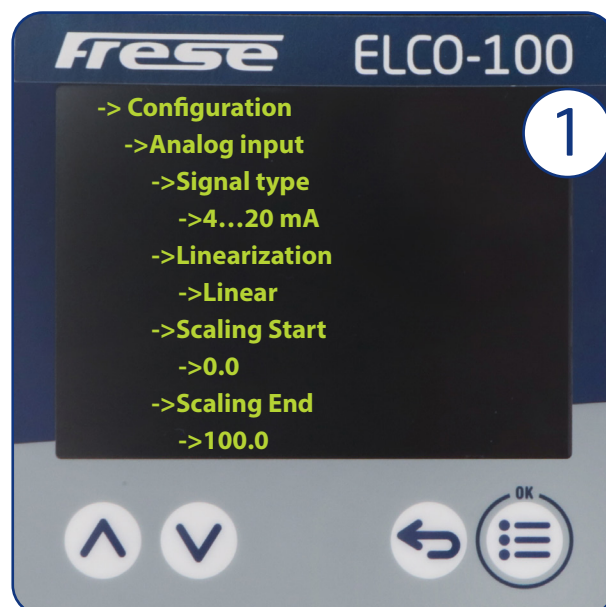 Frese ELCO-100
1
-> Configuration
->Analog input
->Signal type
->4...20 mA
->Linearization
->Linear
->Scaling Start
->0.0
->Scaling End
->100.0
OK